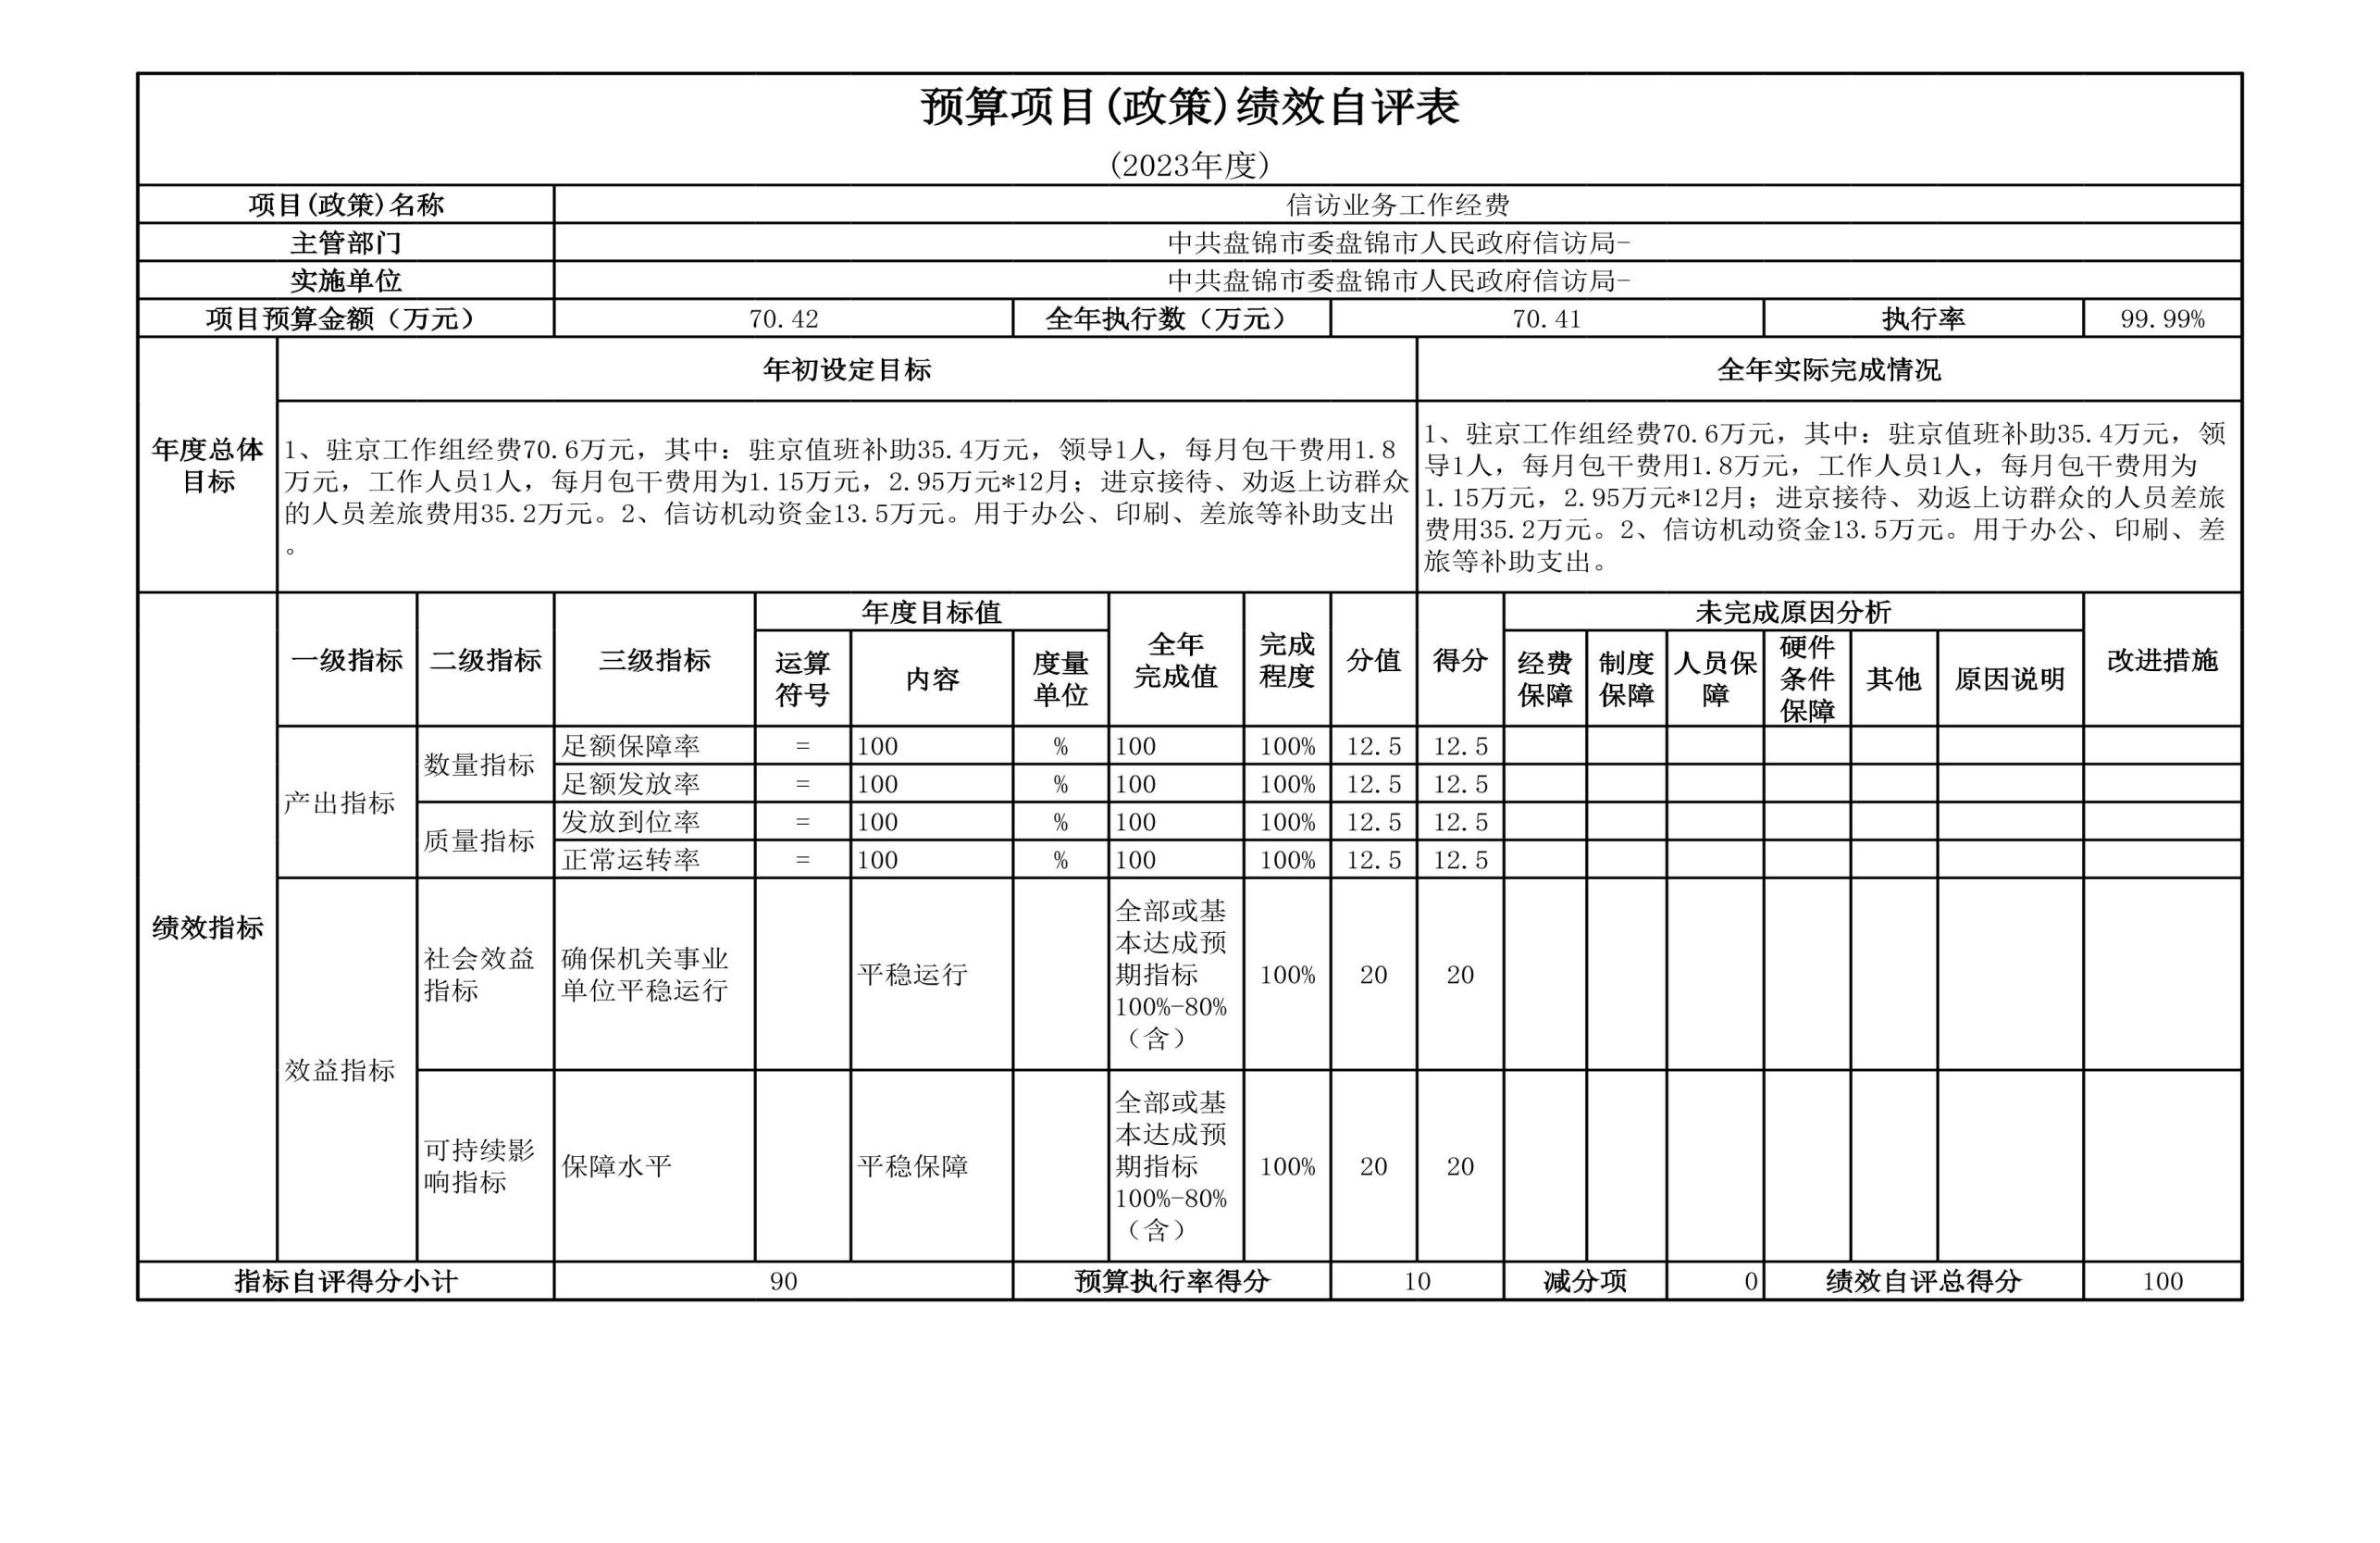 预算项目(政策)绩效自评表
(2023年度)
项目(政策)名称 信访业务工作经费
主管部门 中共盘锦市委盘锦市人民政府信访局-
实施单位 中共盘锦市委盘锦市人民政府信访局-
项目预算金额（万元） 70.42 全年执行数（万元） 70.41 执行率 99.99%
年度总体
目标
年初设定目标
1、驻京工作组经费70.6万元，其中：驻京值班补助35.4万元，领导1人，每月包干费用1.8
万元，工作人员1人，每月包干费用为1.15万元，2.95万元*12月；进京接待、劝返上访群众
的人员差旅费用35.2万元。2、信访机动资金13.5万元。用于办公、印刷、差旅等补助支出
。
全年实际完成情况
1、驻京工作组经费70.6万元，其中：驻京值班补助35.4万元，领
导1人，每月包干费用1.8万元，工作人员1人，每月包干费用为
1.15万元，2.95万元*12月；进京接待、劝返上访群众的人员差旅
费用35.2万元。2、信访机动资金13.5万元。用于办公、印刷、差
旅等补助支出。
绩效指标
一级指标
二级指标
三级指标
年度目标值
运算
符号
内容
度量
单位
全年
完成值
完成
程度
分值
得分
未完成原因分析
经费
保障
制度
保障
人员保
障
硬件
条件
保障
其他
原因说明
改进措施
产出指标
数量指标
足额保障率 = 100 % 100 100% 12.5 12.5
足额发放率 = 100 % 100 100% 12.5 12.5
质量指标
发放到位率 = 100 % 100 100% 12.5 12.5
正常运转率 = 100 % 100 100% 12.5 12.5
效益指标
社会效益
指标
确保机关事业
单位平稳运行
平稳运行
全部或基
本达成预
期指标
100%-80%
（含）
100% 20 20
可持续影
响指标
保障水平
平稳保障
全部或基
本达成预
期指标
100%-80%
（含）
100% 20 20
指标自评得分小计 90 预算执行率得分 10 减分项 0 绩效自评总得分 100